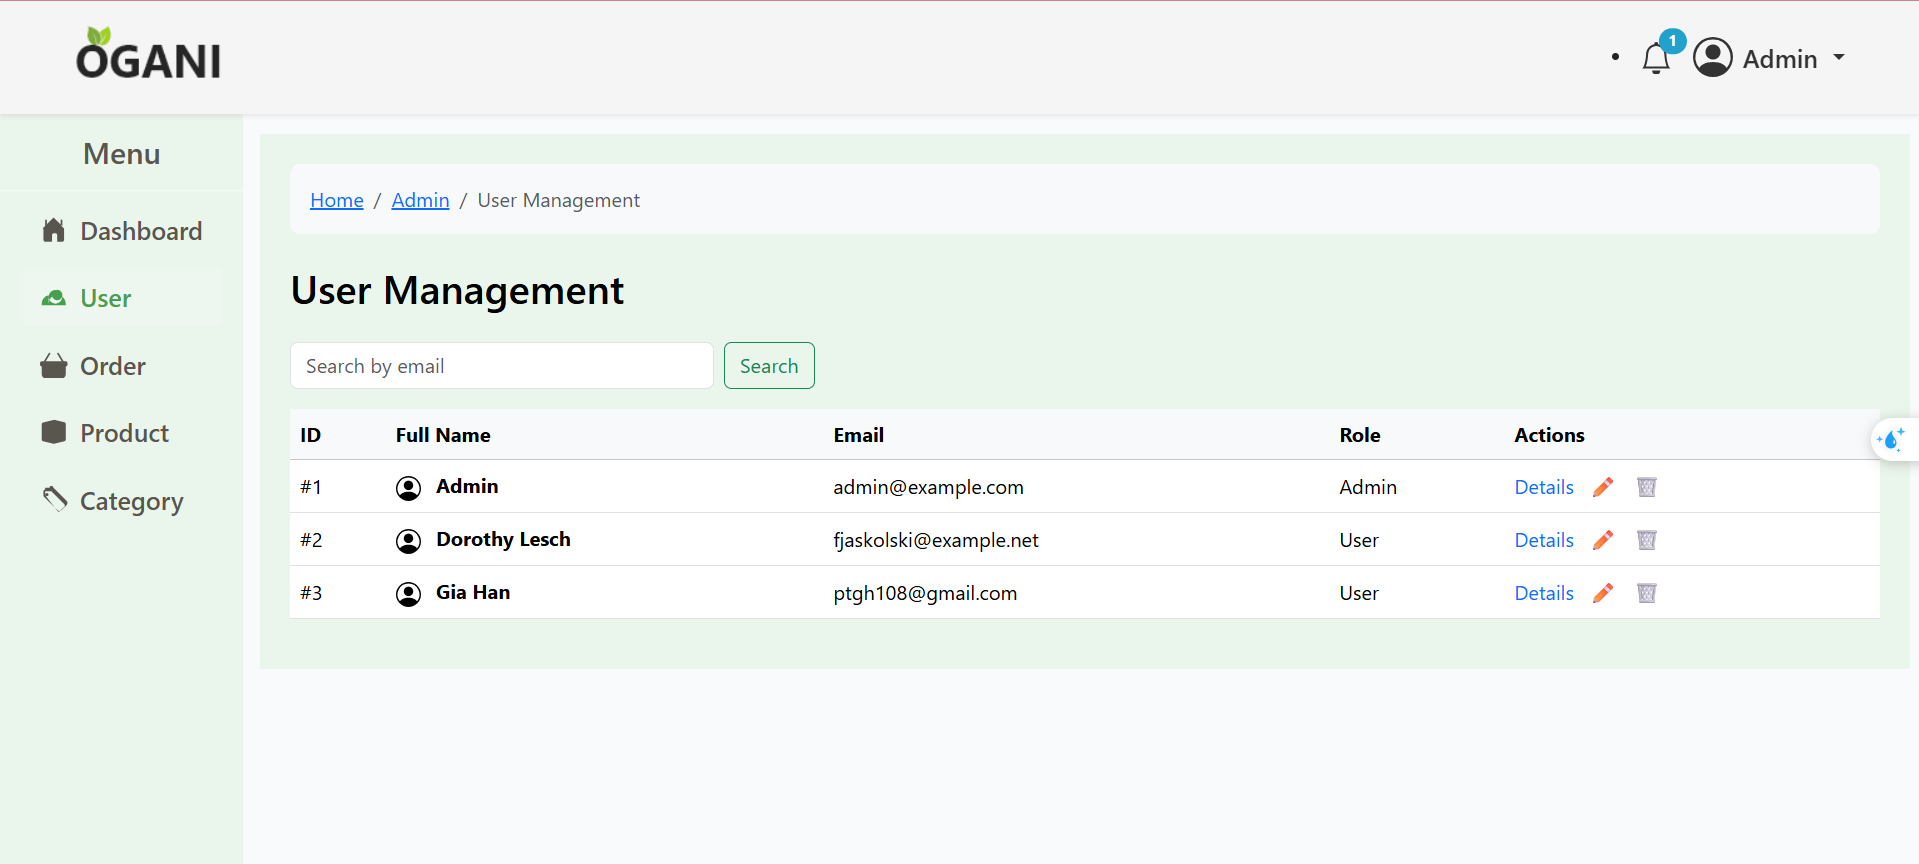 OGANI
1
Admin
Menu
Dashboard
User
Order
Product
Category
Home / Admin / User Management
User Management
Search by email Search
ID Full Name Email Role Actions
#1 Admin admin@example.com Admin Details
#2 Dorothy Lesch fjaskolski@example.net User Details
#3 Gia Han ptgh108@gmail.com User Details